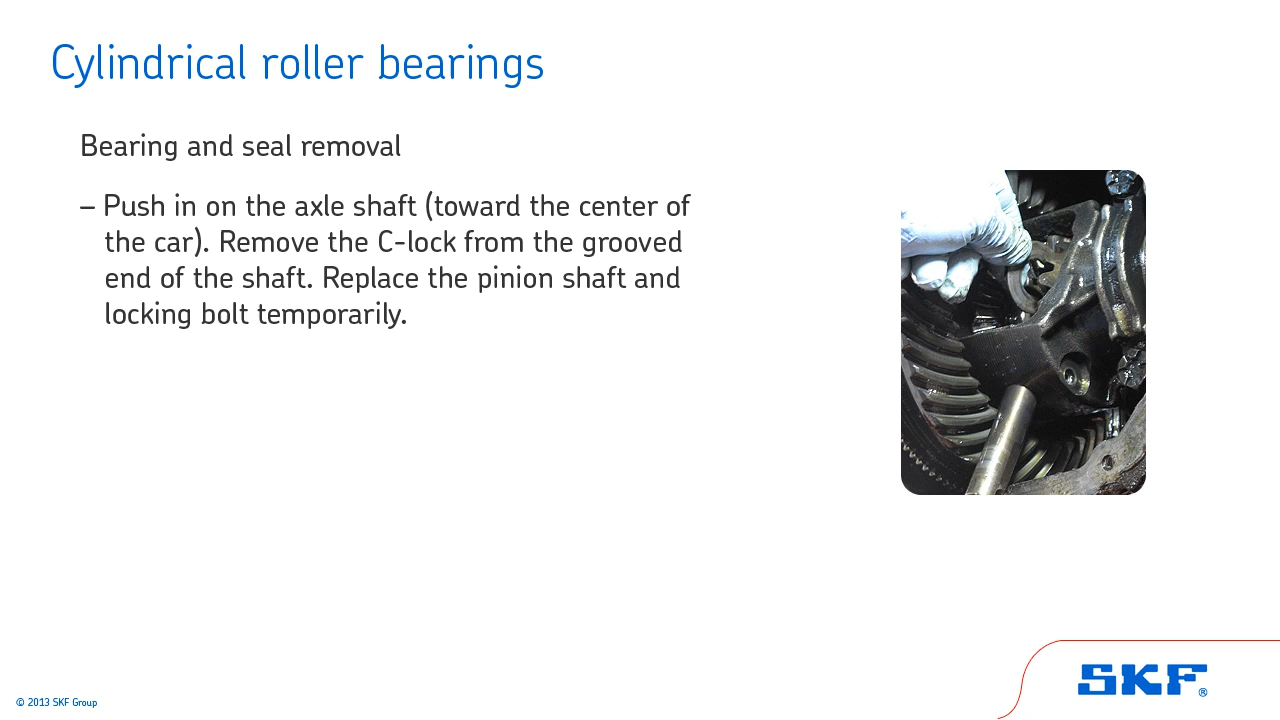 Cylindrical roller bearings
Bearing and seal removal
– Push in on the axle shaft (toward the center of
the car). Remove the C-lock from the grooved
end of the shaft. Replace the pinion shaft and
locking bolt temporarily.
© 2013 SKF Group
SKF®